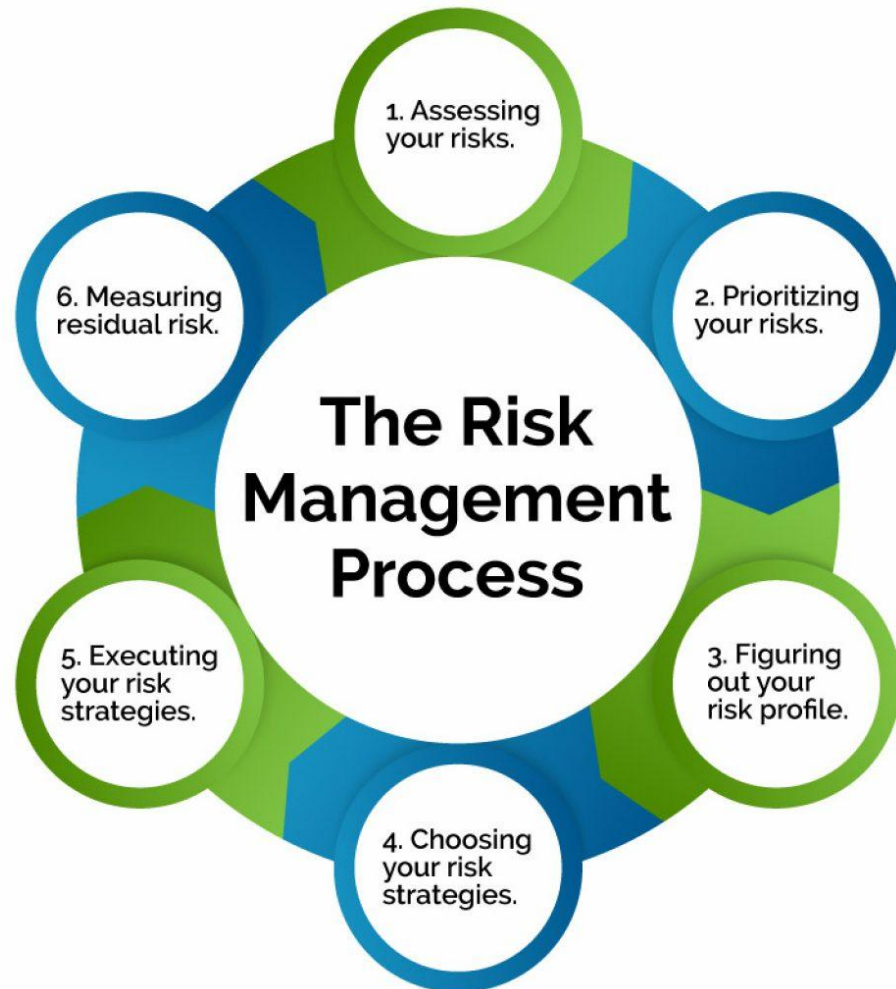 1. Assessing
your risks.
2. Prioritizing
your risks.
3. Figuring
out your
risk profile.
4. Choosing
your risk
strategies.
5. Executing
your risk
strategies.
6. Measuring
residual risk.
The Risk
Management
Process